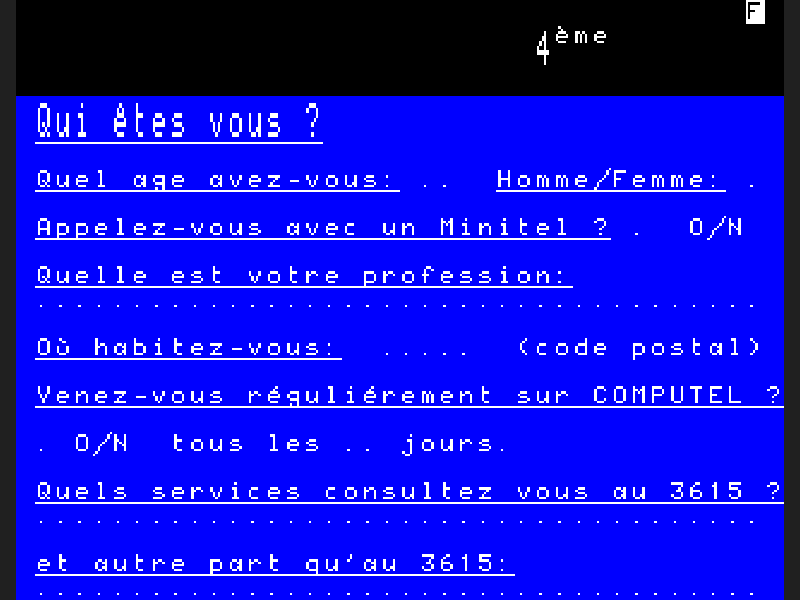 F
4ème
Qui êtes vous ?
Quel age avez-vous: .. Homme/Femme: .
Appelez-vous avec un Minitel ? . O/N
Quelle est votre profession:
......................................
Où habitez-vous: ..... (code postal)
Venez-vous réguliérement sur COMPUTEL ?
. O/N tous les .. jours.
Quels services consultez vous au 3615 ?
......................................
et autre part qu'au 3615:
......................................